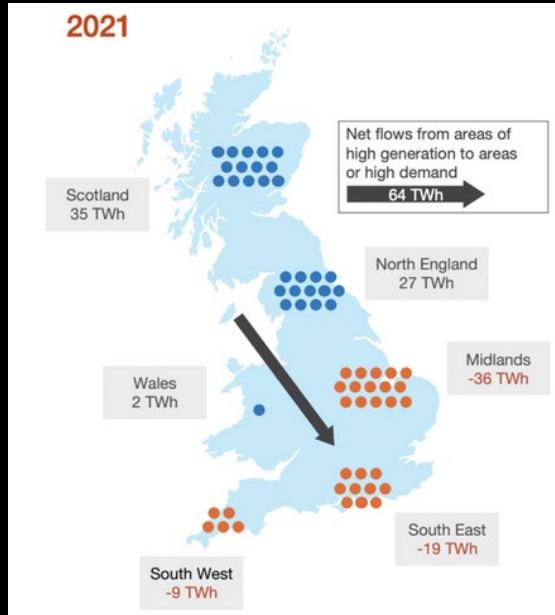 2021
Net flows from areas of
high generation to areas
or high demand
64 TWh
Scotland
35 TWh
North England
27 TWh
Midlands
-36 TWh
Wales
2 TWh
South East
-19 TWh
South West
-9 TWh